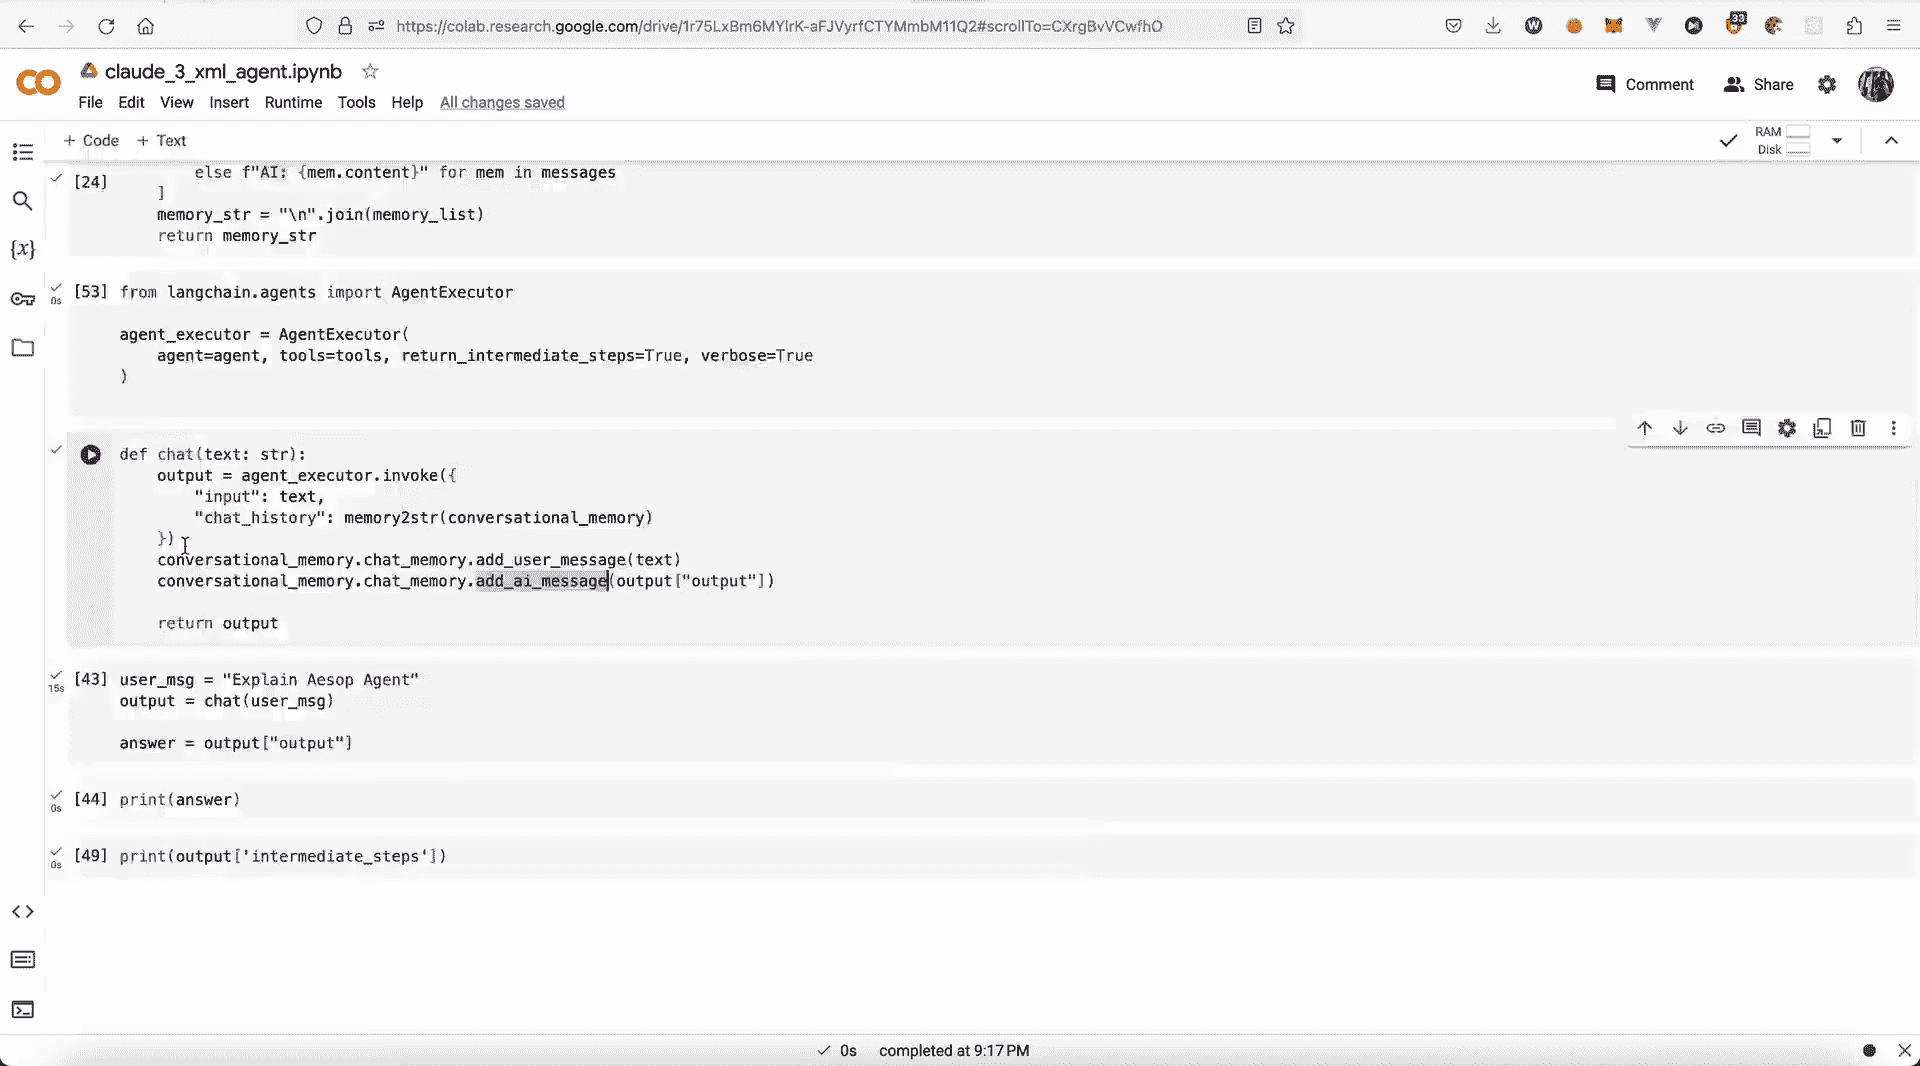 https://colab.research.google.com/drive/1r75LxBm6MYlrK-aFJVyrfCTYMmbM11Q2#scrollTo=CXrgBvVCwfhO
33
claude_3_xml_agent.ipynb
File Edit View Insert Runtime Tools Help All changes saved
Comment Share
+ Code + Text
RAM
Disk
[24]
else f"AI: {mem.content}" for mem in messages
]
memory_str = "\n".join(memory_list)
return memory_str
0s
[53] from langchain.agents import AgentExecutor
agent_executor = AgentExecutor(
agent=agent, tools=tools, return_intermediate_steps=True, verbose=True
)
def chat(text: str):
output = agent_executor.invoke({
"input": text,
"chat_history": memory2str(conversational_memory)
})
conversational_memory.chat_memory.add_user_message(text)
conversational_memory.chat_memory.add_ai_message(output["output"])
return output
15s
[43] user_msg = "Explain Aesop Agent"
output = chat(user_msg)
answer = output["output"]
0s
[44] print(answer)
0s
[49] print(output['intermediate_steps'])
0s completed at 9:17 PM